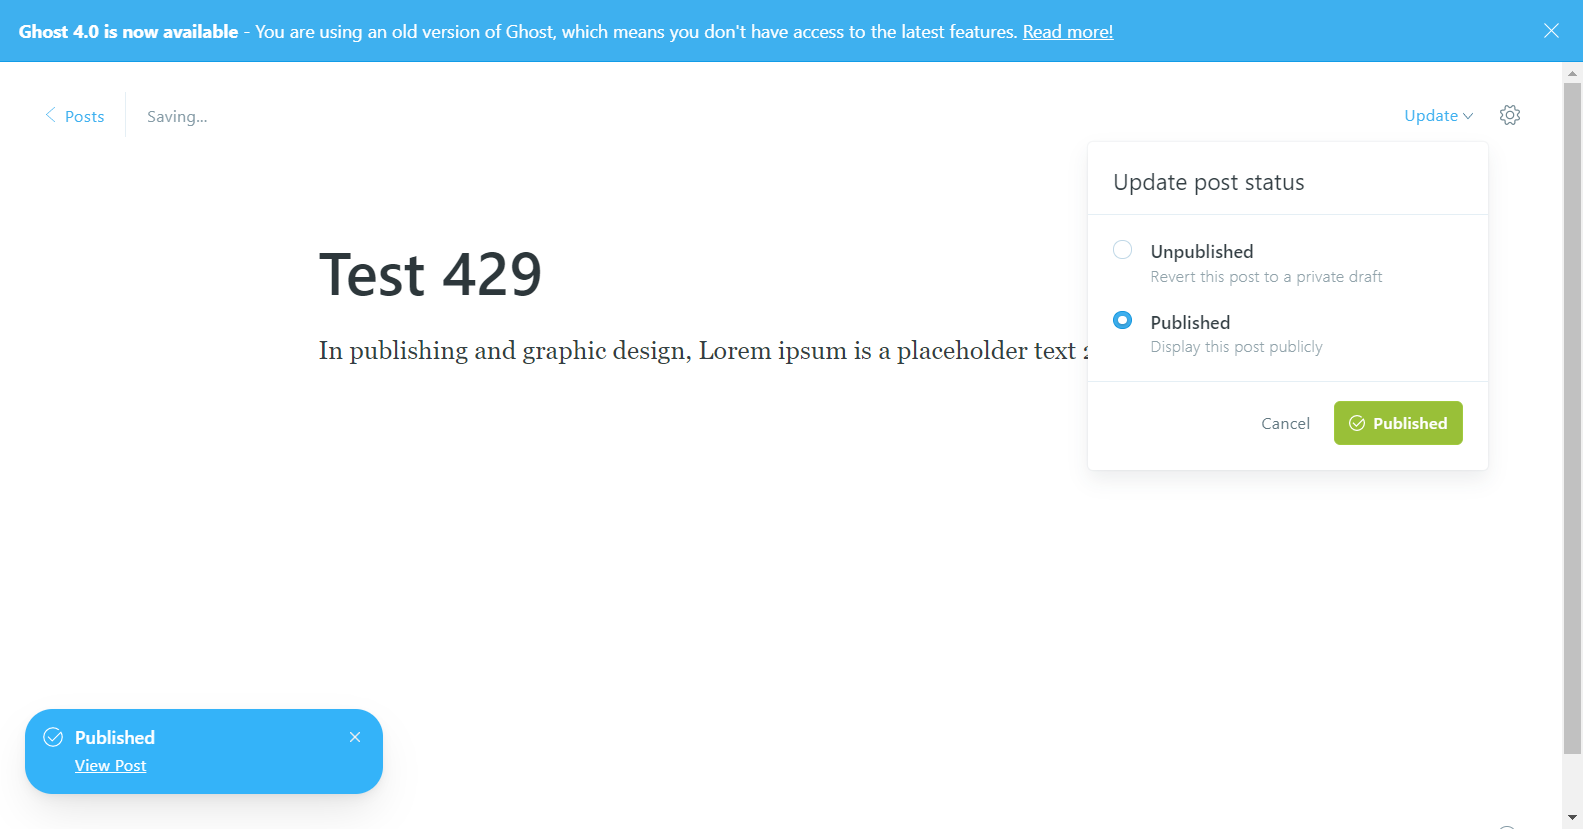 Ghost 4.0 is now available - You are using an old version of Ghost, which means you don't have access to the latest features. Read more!
Posts
Saving...
Update
Update post status
Unpublished
Revert this post to a private draft
Published
Display this post publicly
Cancel
Published
Test 429
In publishing and graphic design, Lorem ipsum is a placeholder text
Published
View Post